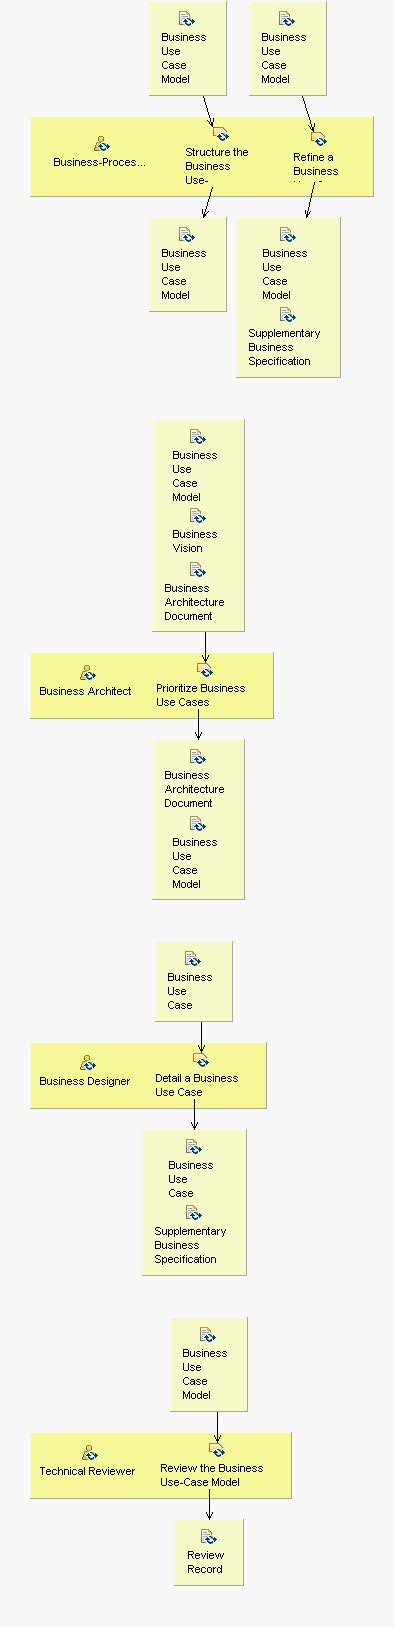 Business
Use
Case
Model
Business
Use
Case
Model
Business-Proces...
Structure the
Business
Use-
Refine a
Business
Business
Use
Case
Model
Business
Use
Case
Model
Supplementary
Business
Specification
Business
Use
Case
Model
Business
Vision
Business
Architecture
Document
Business Architect
Prioritize Business
Use Cases
Business
Architecture
Document
Business
Use
Case
Model
Business
Use
Case
Business Designer
Detail a Business
Use Case
Business
Use
Case
Supplementary
Business
Specification
Business
Use
Case
Model
Technical Reviewer
Review the Business
Use-Case Model
Review
Record